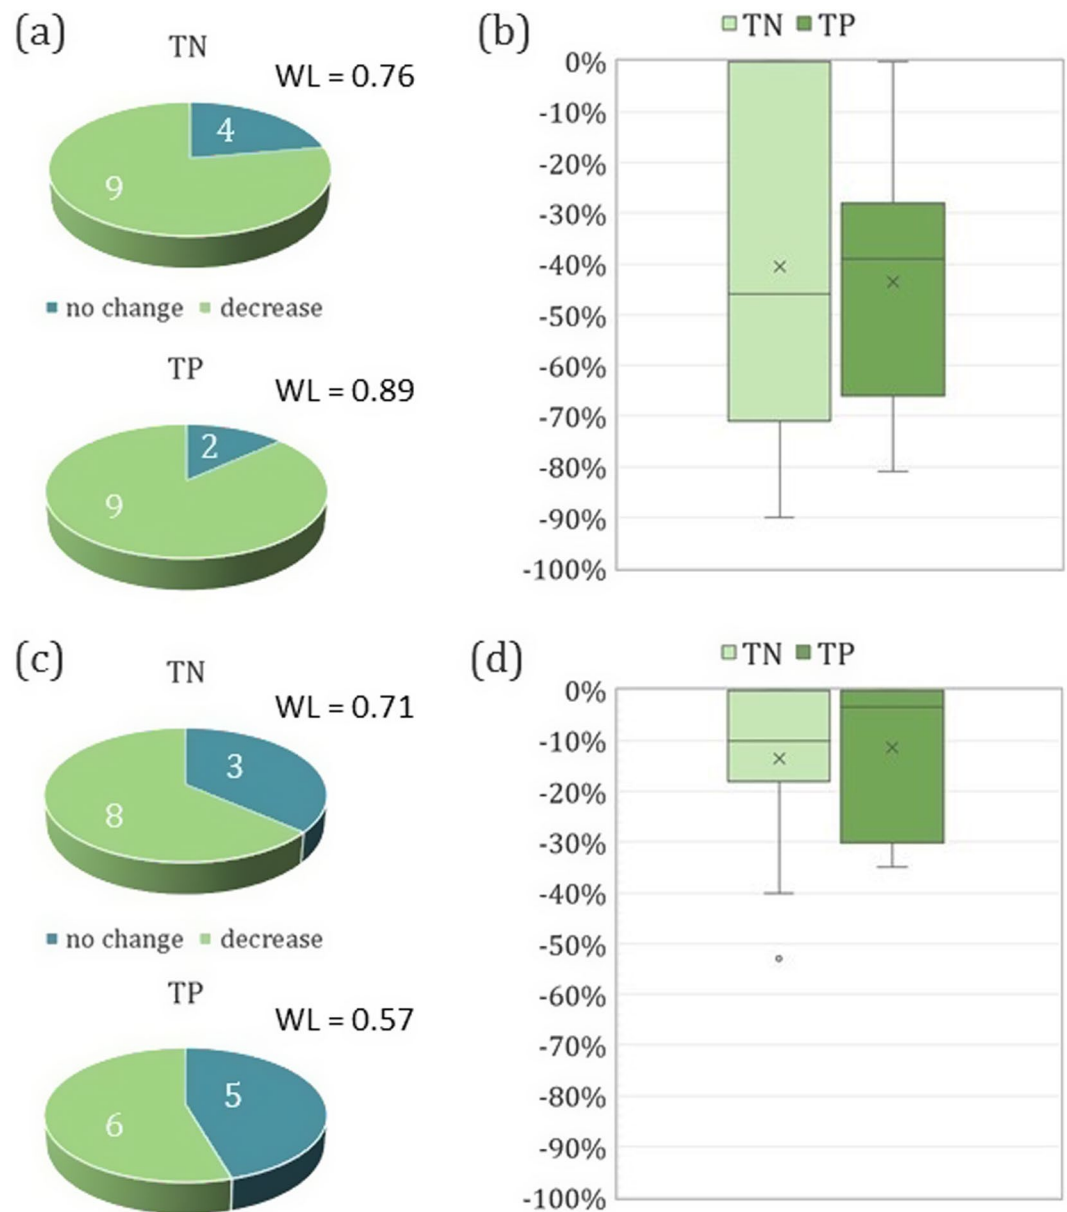 (a)
TN
WL = 0.76
4
9
no change decrease
TP
WL = 0.89
2
9
(b)
TN TP
0%
-10%
-20%
-30%
-40%
-50%
-60%
-70%
-80%
-90%
-100%
(c)
TN
WL = 0.71
3
8
no change decrease
TP
WL = 0.57
5
6
(d)
TN TP
0%
-10%
-20%
-30%
-40%
-50%
-60%
-70%
-80%
-90%
-100%